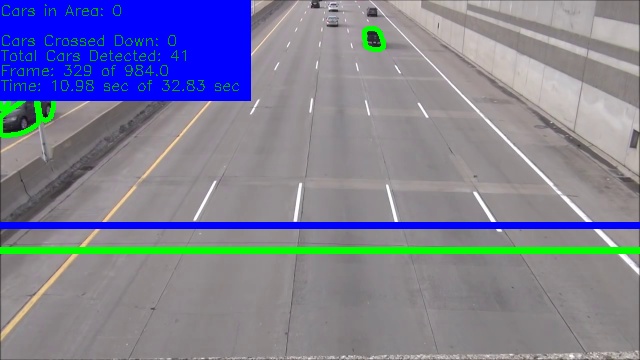 Cars in Area: 0
Cars Crossed Down: 0
Total Cars Detected: 41
Frame: 329 of 984.0
Time: 10.98 sec of 32.83 sec